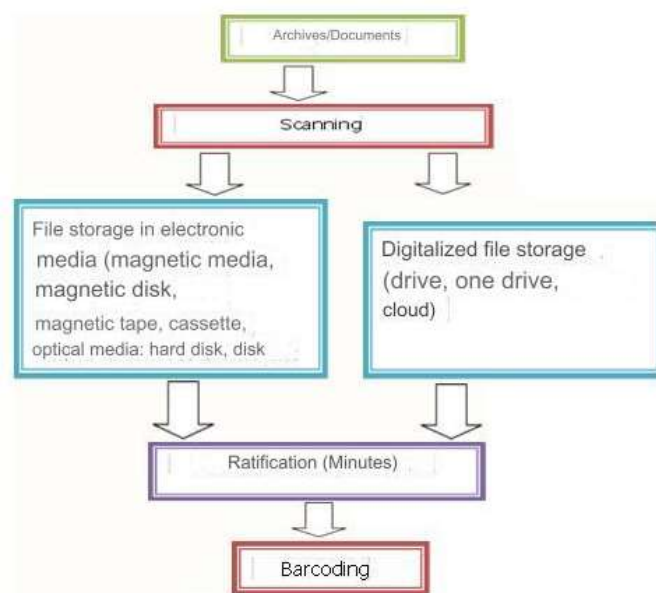 Archives/Documents
Scanning
File storage in electronic
media (magnetic media,
magnetic disk,
magnetic tape, cassette,
optical media: hard disk, disk
Digitalized file storage
(drive, one drive,
cloud)
Ratification (Minutes)
Barcoding